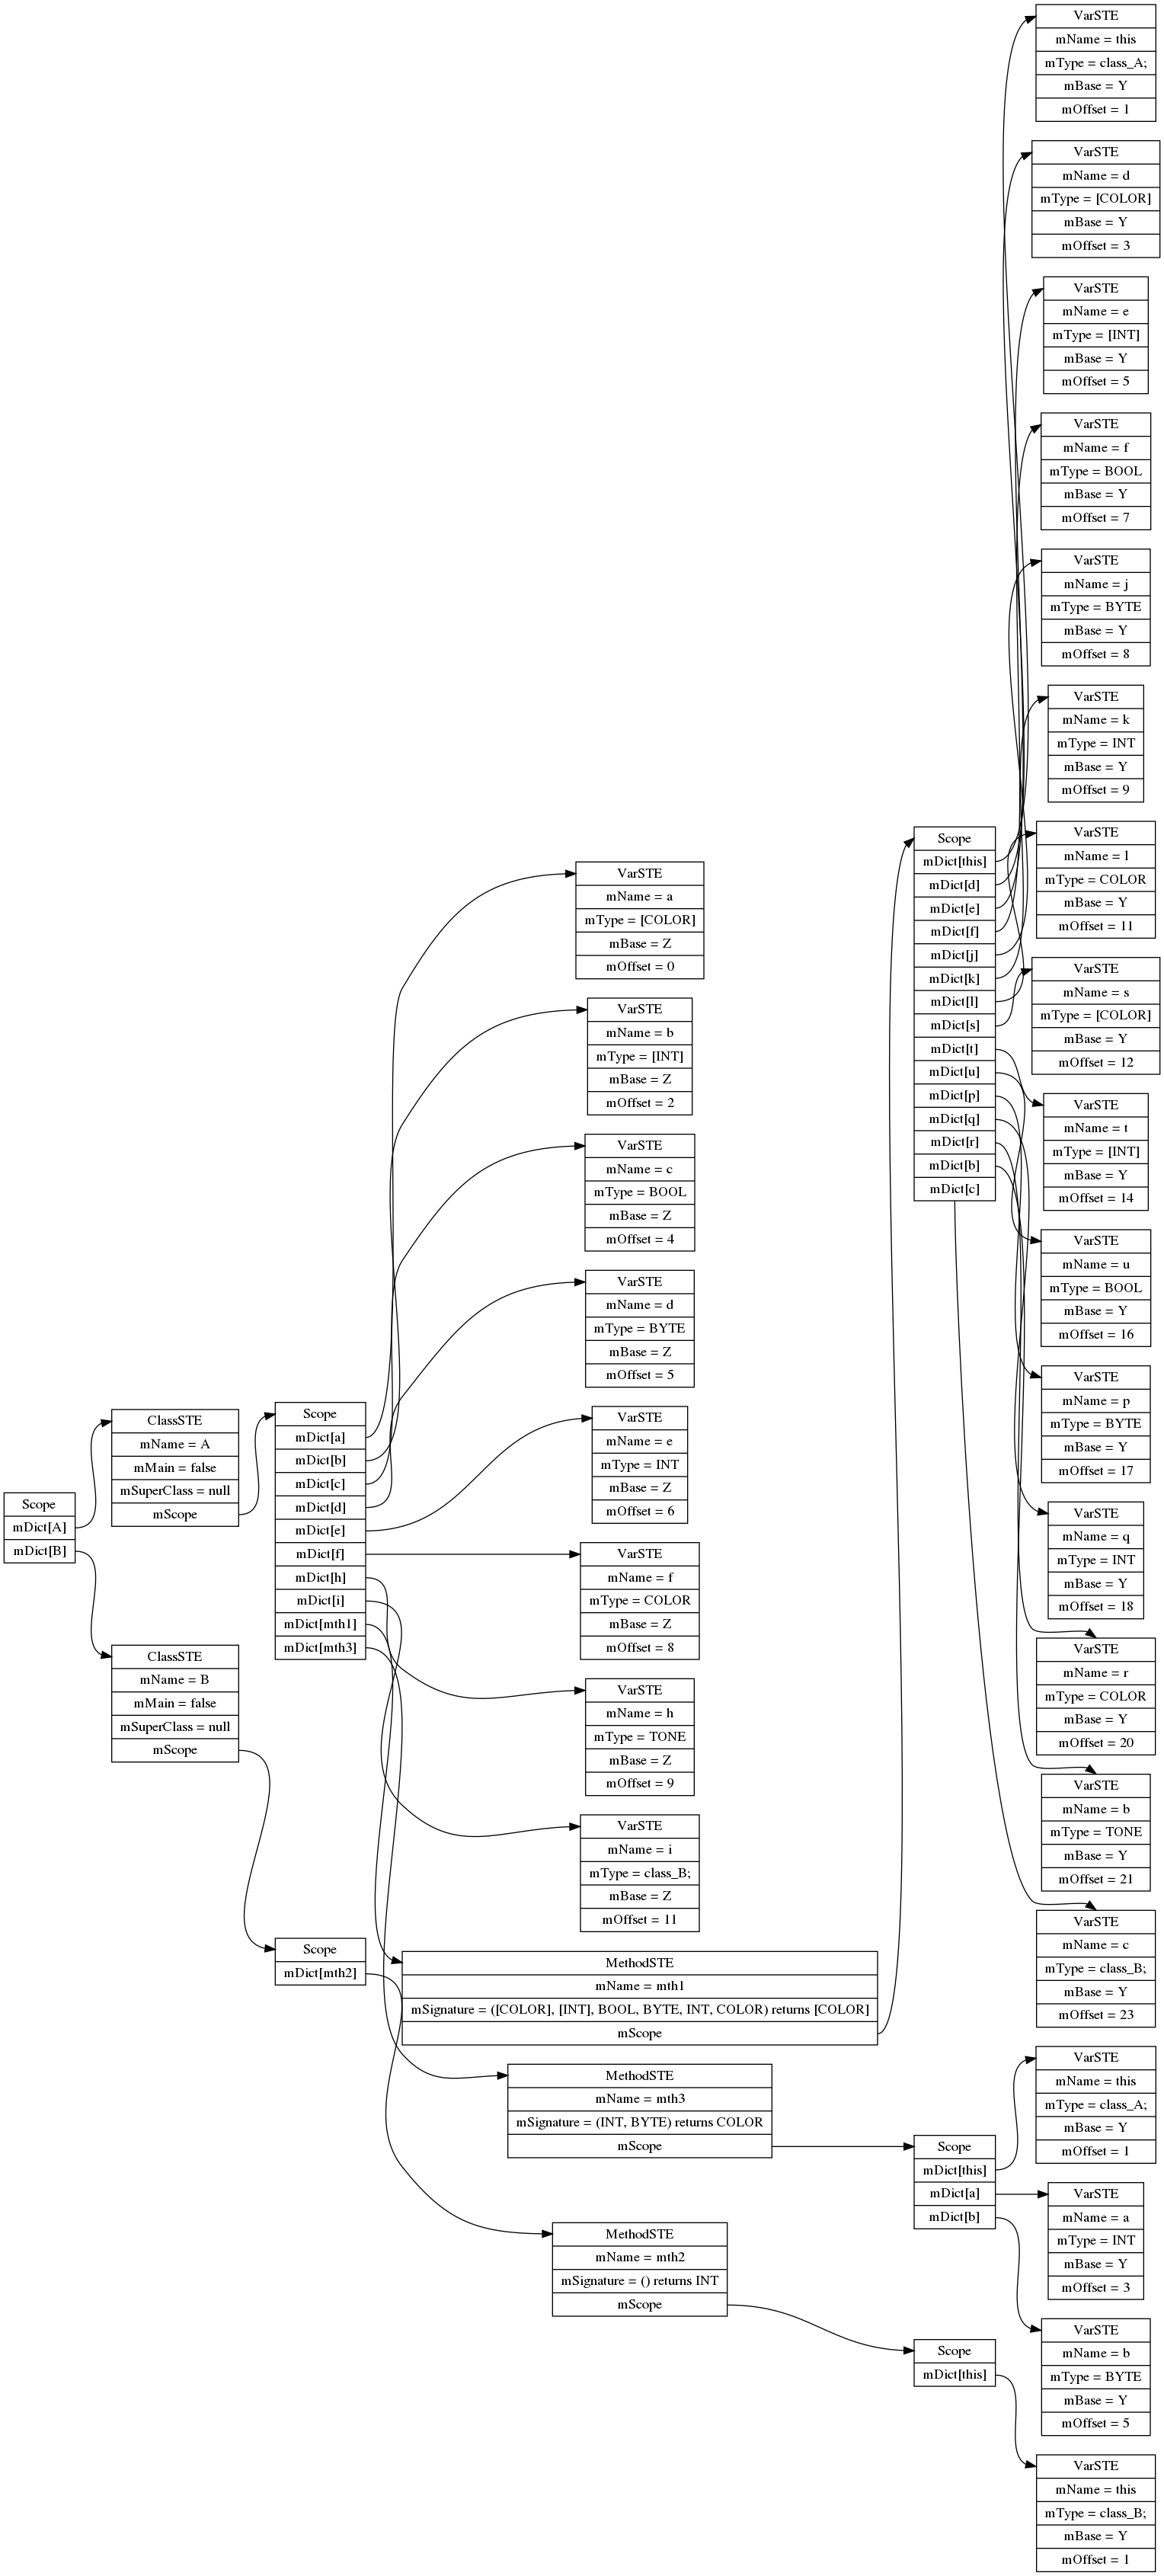 Scope
mDict[A]
mDict[B]
ClassSTE
mName = A
mMain = false
mSuperClass = null
mScope
ClassSTE
mName = B
mMain = false
mSuperClass = null
mScope
Scope
mDict[a]
mDict[b]
mDict[c]
mDict[d]
mDict[e]
mDict[f]
mDict[h]
mDict[i]
mDict[mth1]
mDict[mth3]
Scope
mDict[mth2]
VarSTE
mName = a
mType = [COLOR]
mBase = Z
mOffset = 0
VarSTE
mName = b
mType = [INT]
mBase = Z
mOffset = 2
VarSTE
mName = c
mType = BOOL
mBase = Z
mOffset = 4
VarSTE
mName = d
mType = BYTE
mBase = Z
mOffset = 5
VarSTE
mName = e
mType = INT
mBase = Z
mOffset = 6
VarSTE
mName = f
mType = COLOR
mBase = Z
mOffset = 8
VarSTE
mName = h
mType = TONE
mBase = Z
mOffset = 9
VarSTE
mName = i
mType = class_B;
mBase = Z
mOffset = 11
MethodSTE
mName = mth1
mSignature = ([COLOR], [INT], BOOL, BYTE, INT, COLOR) returns [COLOR]
mScope
MethodSTE
mName = mth3
mSignature = (INT, BYTE) returns COLOR
mScope
MethodSTE
mName = mth2
mSignature = () returns INT
mScope
Scope
mDict[this]
mDict[d]
mDict[e]
mDict[f]
mDict[j]
mDict[k]
mDict[l]
mDict[s]
mDict[t]
mDict[u]
mDict[p]
mDict[q]
mDict[r]
mDict[b]
mDict[c]
Scope
mDict[this]
mDict[a]
mDict[b]
Scope
mDict[this]
VarSTE
mName = this
mType = class_A;
mBase = Y
mOffset = 1
VarSTE
mName = d
mType = [COLOR]
mBase = Y
mOffset = 3
VarSTE
mName = e
mType = [INT]
mBase = Y
mOffset = 5
VarSTE
mName = f
mType = BOOL
mBase = Y
mOffset = 7
VarSTE
mName = j
mType = BYTE
mBase = Y
mOffset = 8
VarSTE
mName = k
mType = INT
mBase = Y
mOffset = 9
VarSTE
mName = l
mType = COLOR
mBase = Y
mOffset = 11
VarSTE
mName = s
mType = [COLOR]
mBase = Y
mOffset = 12
VarSTE
mName = t
mType = [INT]
mBase = Y
mOffset = 14
VarSTE
mName = u
mType = BOOL
mBase = Y
mOffset = 16
VarSTE
mName = p
mType = BYTE
mBase = Y
mOffset = 17
VarSTE
mName = q
mType = INT
mBase = Y
mOffset = 18
VarSTE
mName = r
mType = COLOR
mBase = Y
mOffset = 20
VarSTE
mName = b
mType = TONE
mBase = Y
mOffset = 21
VarSTE
mName = c
mType = class_B;
mBase = Y
mOffset = 23
VarSTE
mName = this
mType = class_A;
mBase = Y
mOffset = 1
VarSTE
mName = a
mType = INT
mBase = Y
mOffset = 3
VarSTE
mName = b
mType = BYTE
mBase = Y
mOffset = 5
VarSTE
mName = this
mType = class_B;
mBase = Y
mOffset = 1